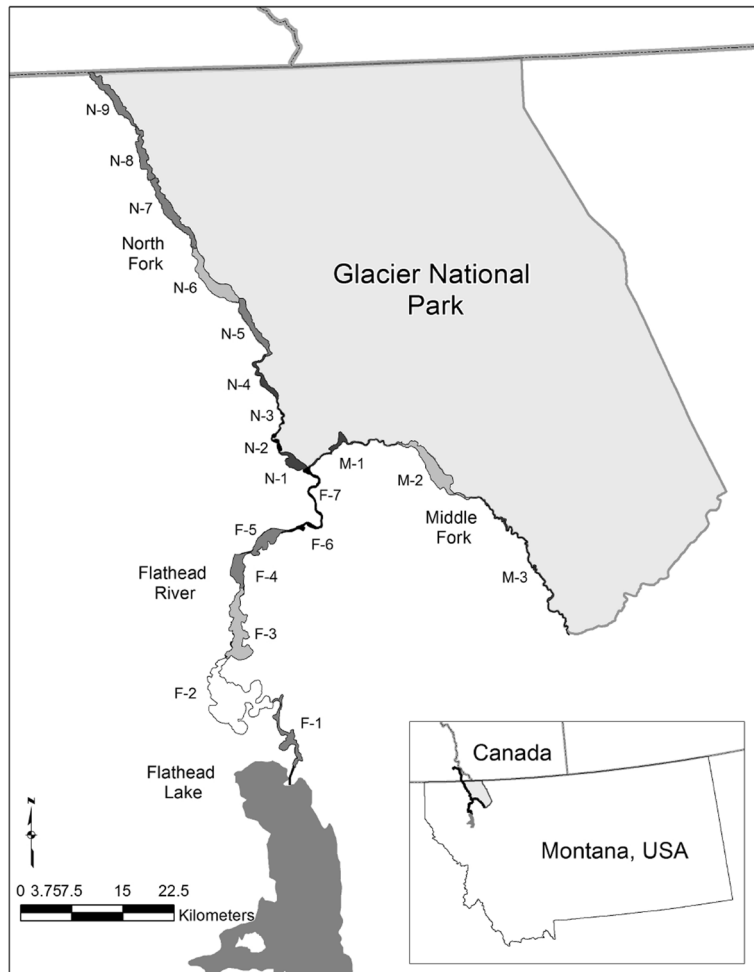 N-9
N-8
N-7
North
Fork
N-6
Glacier National
Park
N-5
N-4
N-3
N-2
N-1
M-1
M-2
F-7
Middle
Fork
F-5
F-6
Flathead
River
F-4
M-3
F-3
F-2
F-1
Flathead
Lake
Canada
Montana, USA
N
0 3.757.5 15 22.5
Kilometers